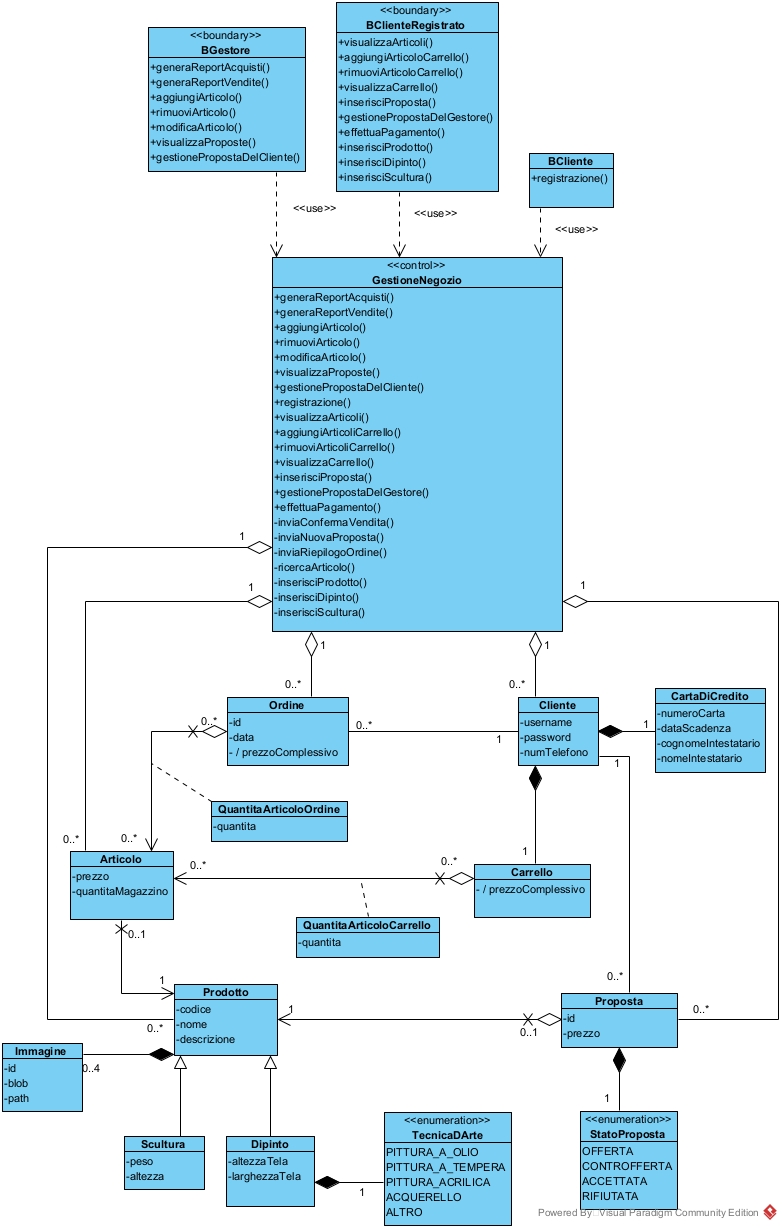 <<boundary>>
BGestore
+generaReportAcquisti()
+generaReportVendite()
+aggiungiArticolo()
+rimuoviArticolo()
+modificaArticolo()
+visualizzaProposte()
+gestionePropostaDelCliente()
<<boundary>>
BClienteRegistrato
+visualizzaArticoli()
+aggiungiArticoloCarrello()
+rimuoviArticoloCarrello()
+visualizzaCarrello()
+inserisciProposta()
+gestionePropostaDelGestore()
+effettuaPagamento()
+inserisciProdotto()
+inserisciDipinto()
+inserisciScultura()
BCliente
+registrazione()
<<use>>
<<use>>
<<use>>
<<control>>
GestioneNegozio
+generaReportAcquisti()
+generaReportVendite()
+aggiungiArticolo()
+rimuoviArticolo()
+modificaArticolo()
+visualizzaProposte()
+gestionePropostaDelCliente()
+registrazione()
+visualizzaArticoli()
+aggiungiArticoliCarrello()
+rimuoviArticoliCarrello()
+visualizzaCarrello()
+inserisciProposta()
+gestionePropostaDelGestore()
+effettuaPagamento()
-inviaConfermaVendita()
-inviaNuovaProposta()
-inviaRiepilogoOrdine()
-ricercaArticolo()
-inserisciProdotto()
-inserisciDipinto()
-inserisciScultura()
1
1
1
1
1
0..*
0..*
Ordine
-id
-data
- / prezzoComplessivo
0..*
0..*
1
Cliente
-username
-password
-numTelefono
1
1
CartaDiCredito
-numeroCarta
-dataScadenza
-cognomeIntestatario
-nomeIntestatario
QuantitaArticoloOrdine
-quantita
0..*
0..*
Articolo
-prezzo
-quantitaMagazzino
0..*
0..*
1
Carrello
- / prezzoComplessivo
QuantitaArticoloCarrello
-quantita
0..1
1
0..*
Prodotto
-codice
-nome
-descrizione
1
0..1
0..*
0..*
Proposta
-id
-prezzo
Immagine
-id
-blob
-path
0..4
Scultura
-peso
-altezza
Dipinto
-altezzaTela
-larghezzaTela
1
<<enumeration>>
TecnicaDArte
PITTURA_A_OLIO
PITTURA_A_TEMPERA
PITTURA_ACRILICA
ACQUERELLO
ALTRO
1
<<enumeration>>
StatoProposta
OFFERTA
CONTROFFERTA
ACCETTATA
RIFIUTATA
Powered By: Visual Paradigm Community Edition